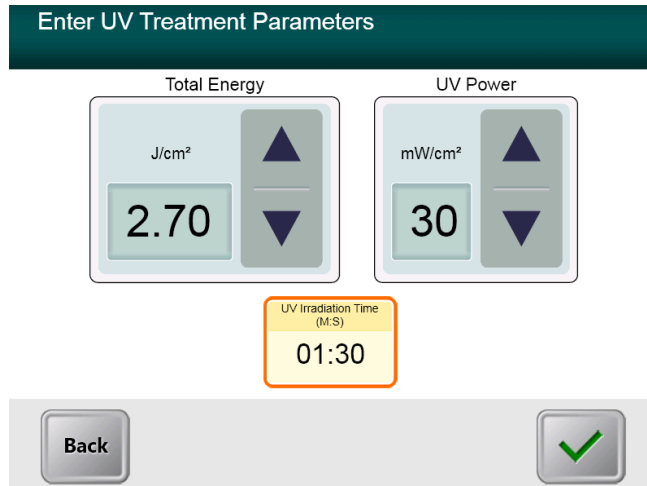 Enter UV Treatment Parameters
Total Energy
UV Power
J/cm²
mW/cm²
2.70
30
UV Irradiation Time
(M:S)
01:30
Back